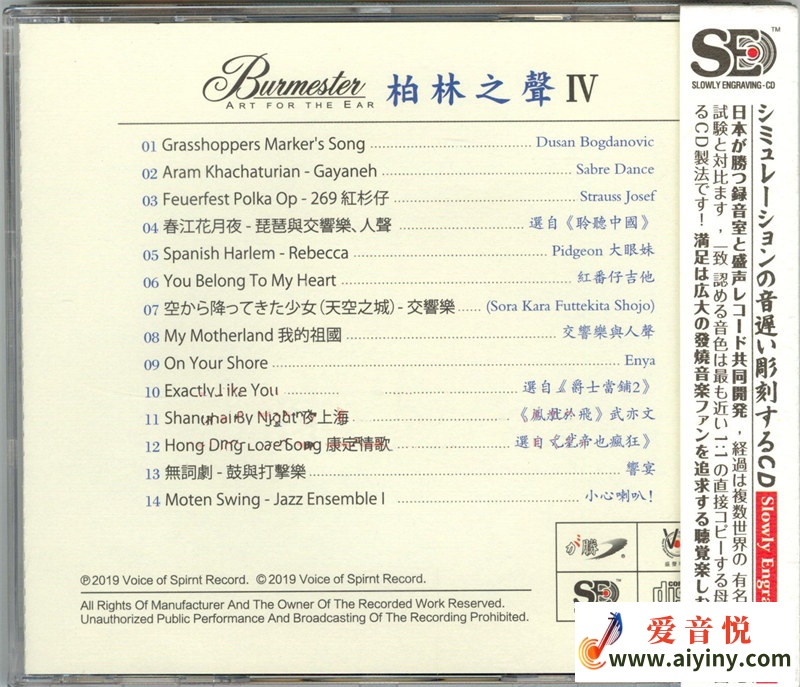 Burmester
ART FOR THE EAR
柏林之聲 IV
01 Grasshoppers Marker's Song Dusan Bogdanovic
02 Aram Khachaturian - Gayaneh Sabre Dance
03 Feuerfest Polka Op - 269 紅杉仔 Strauss Josef
04 春江花月夜 - 琵琶與交響樂、人聲 選自《聆聽中國》
05 Spanish Harlem - Rebecca Pidgeon 大眼妹
06 You Belong To My Heart 紅番仔吉他
07 空から降ってきた少女（天空之城）- 交響樂 (Sora Kara Futtekita Shojo)
08 My Motherland 我的祖國 交響樂與人聲
09 On Your Shore Enya
10 Exactly Like You 選自《爵士當鋪2》
11 By 夜上海 武亦文
12 Hong Song 康定情歌 選自 也瘋狂》
13 無詞劇 - 鼓與打擊樂 響宴
14 Moten Swing - Jazz Ensemble I 小心喇叭！
℗2019 Voice of Spirnt Record. ©2019 Voice of Spirnt Record.
All Rights Of Manufacturer And The Owner Of The Recorded Work Reserved.
Unauthorized Public Performance And Broadcasting Of The Recording Prohibited.
が勝
SE
SE
TM
SLOWLY ENGRAVING-CD
シミュレーションの音遅い彫刻するCD
Slowly Engra
日本が勝つ録音室と盛声レコード共同開発，経過は複数世界の有名
試験と対比ます，一致 認める音色は最も近い 1:1 の直接コピーする母
るCD製法です！満足は広大の發燒音楽ファンを追求する聴覚楽しむ
爱音悦
www.aiyiny.com